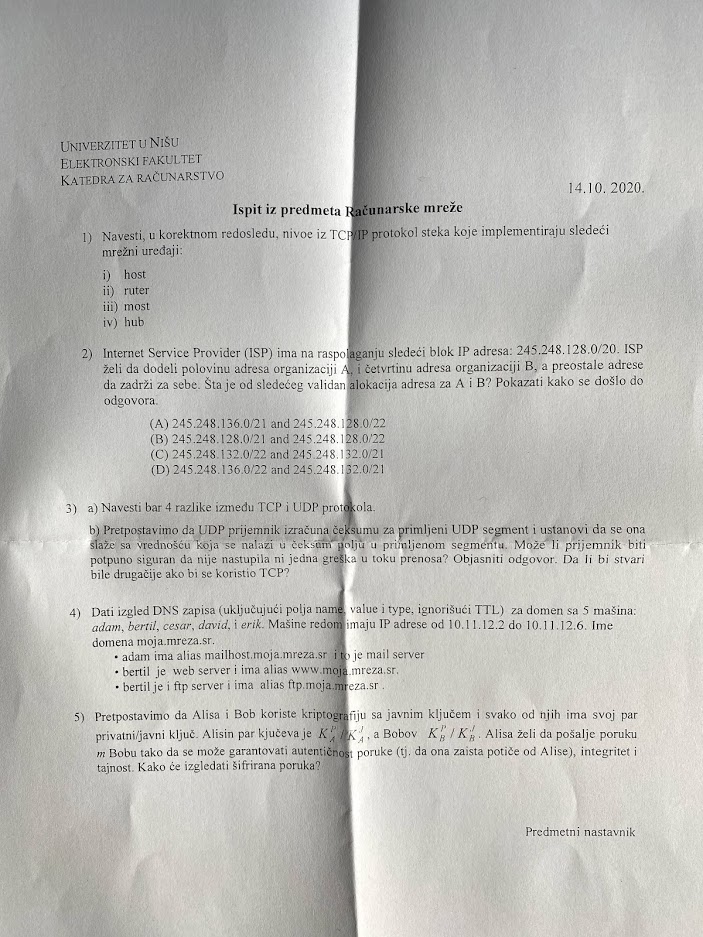 UNIVERZITET U NIŠU
ELEKTRONSKI FAKULTET
KATEDRA ZA RAČUNARSTVO
14.10. 2020.
Ispit iz predmeta Računarske mreže
1) Navesti, u korektnom redosledu, nivoe iz TCP/IP protokol steka koje implementiraju sledeći
mrežni uređaji:
i) host
ii) ruter
iii) most
iv) hub
2) Internet Service Provider (ISP) ima na raspolaganju sledeći blok IP adresa: 245.248.128.0/20. ISP
želi da dodeli polovinu adresa organizaciji A, i četvrtinu adresa organizaciji B, a preostale adrese
da zadrži za sebe. Šta je od sledećeg validan alokacija adresa za A i B? Pokazati kako se došlo do
odgovora.
(A) 245.248.136.0/21 and 245.248.128.0/22
(B) 245.248.128.0/21 and 245.248.128.0/22
(C) 245.248.132.0/22 and 245.248.132.0/21
(D) 245.248.136.0/22 and 245.248.132.0/21
3) a) Navesti bar 4 razlike između TCP i UDP protokola.
b) Pretpostavimo da UDP prijemnik izračuna čeksumu za primljeni UDP segment i ustanovi da se ona
slaže sa vrednošću koja se nalazi u čeksum polju u primljenom segmentu. Može li prijemnik biti
potpuno siguran da nije nastupila ni jedna greška u toku prenosa? Objasniti odgovor. Da li bi stvari
bile drugačije ako bi se koristio TCP?
4) Dati izgled DNS zapisa (uključujući polja name, value i type, ignorišući TTL) za domen sa 5 mašina:
adam, bertil, cesar, david, i erik. Mašine redom imaju IP adrese od 10.11.12.2 do 10.11.12.6. Ime
domena moja.mreza.sr.
• adam ima alias mailhost.moja.mreza.sr i to je mail server
• bertil je web server i ima alias www.moja.mreza.sr.
• bertil je i ftp server i ima alias ftp.moja.mreza.sr .
5) Pretpostavimo da Alisa i Bob koriste kriptografiju sa javnim ključem i svako od njih ima svoj par
privatni/javni ključ. Alisin par kjučeva je K_A^P / K_A^J, a Bobov K_B^P / K_B^J. Alisa želi da pošalje poruku
m Bobu tako da se može garantovati autentičnost poruke (tj. da ona zaista potiče od Alise), integritet i
tajnost. Kako će izgledati šifrirana poruka?
Predmetni nastavnik